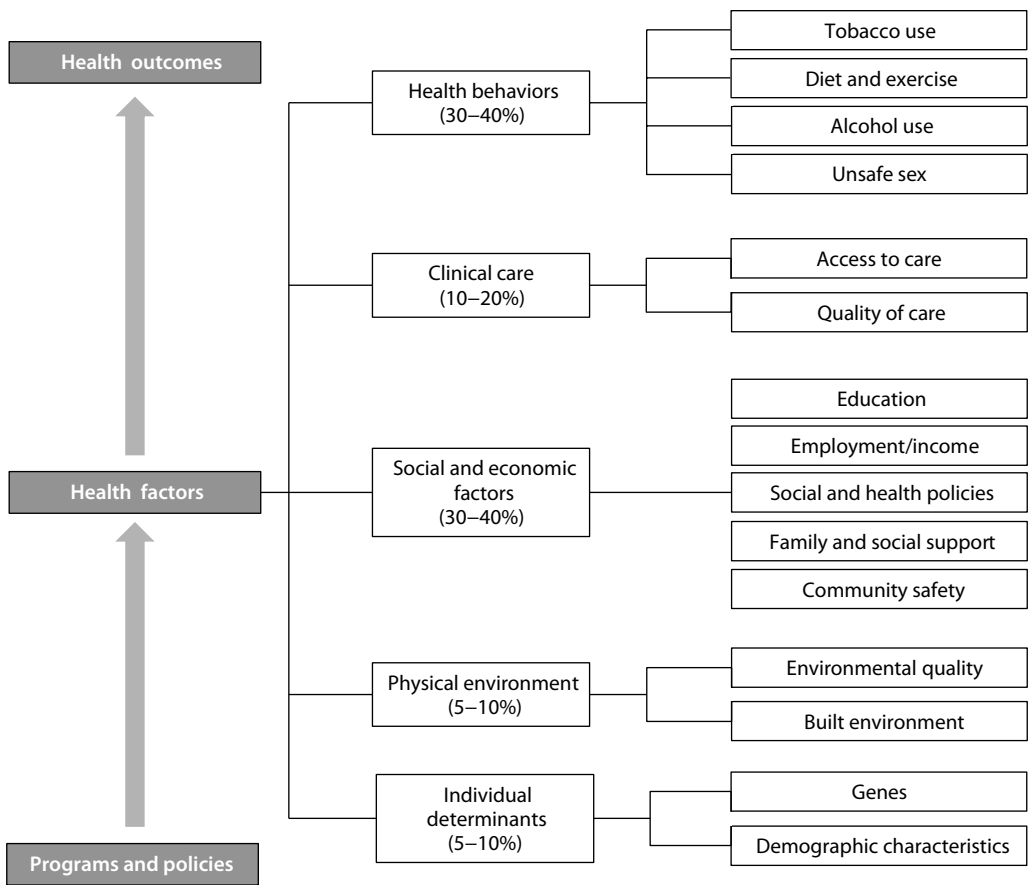 Health outcomes
Health factors
Programs and policies
Health behaviors
(30–40%)
Tobacco use
Diet and exercise
Alcohol use
Unsafe sex
Clinical care
(10–20%)
Access to care
Quality of care
Social and economic
factors
(30–40%)
Education
Employment/income
Social and health policies
Family and social support
Community safety
Physical environment
(5–10%)
Environmental quality
Built environment
Individual
determinants
(5–10%)
Genes
Demographic characteristics